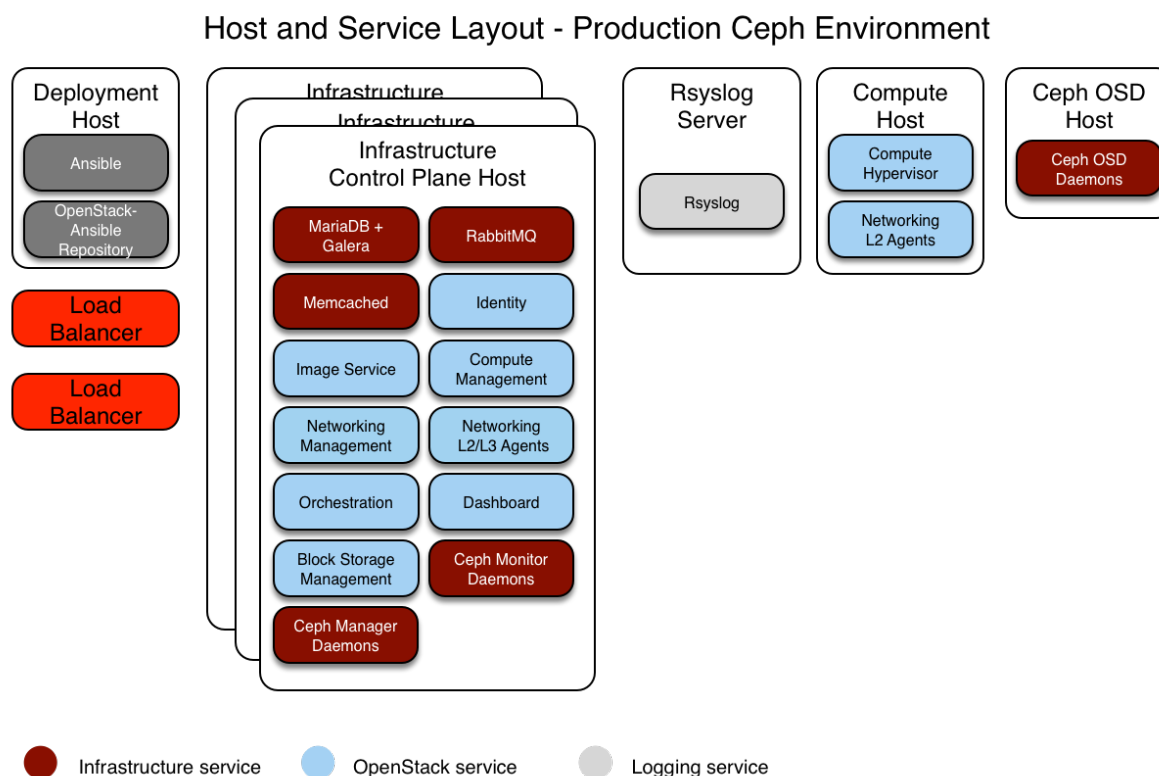 Host and Service Layout - Production Ceph Environment
Deployment
Host
Ansible
OpenStack-
Ansible
Repository
Load
Balancer
Load
Balancer
Infrastructure
Infrastructure
Infrastructure
Control Plane Host
MariaDB +
Galera
RabbitMQ
Memcached
Identity
Image Service
Compute
Management
Networking
Management
Networking
L2/L3 Agents
Orchestration
Dashboard
Block Storage
Management
Ceph Monitor
Daemons
Ceph Manager
Daemons
Rsyslog
Server
Rsyslog
Compute
Host
Compute
Hypervisor
Networking
L2 Agents
Ceph OSD
Host
Ceph OSD
Daemons
Infrastructure service
OpenStack service
Logging service